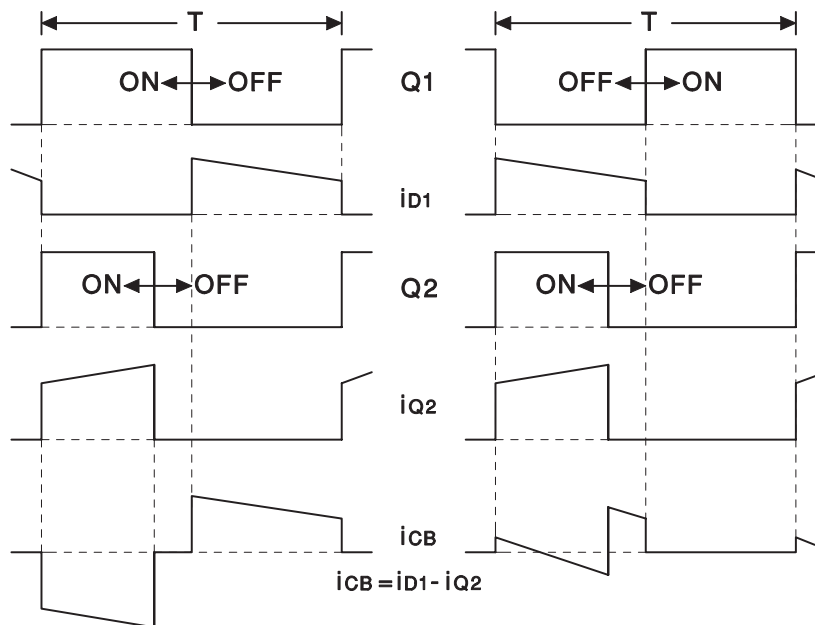 T T
ON OFF Q1 OFF ON
iD1
ON OFF Q2 ON OFF
iQ2
iCB
iCB = iD1 - iQ2